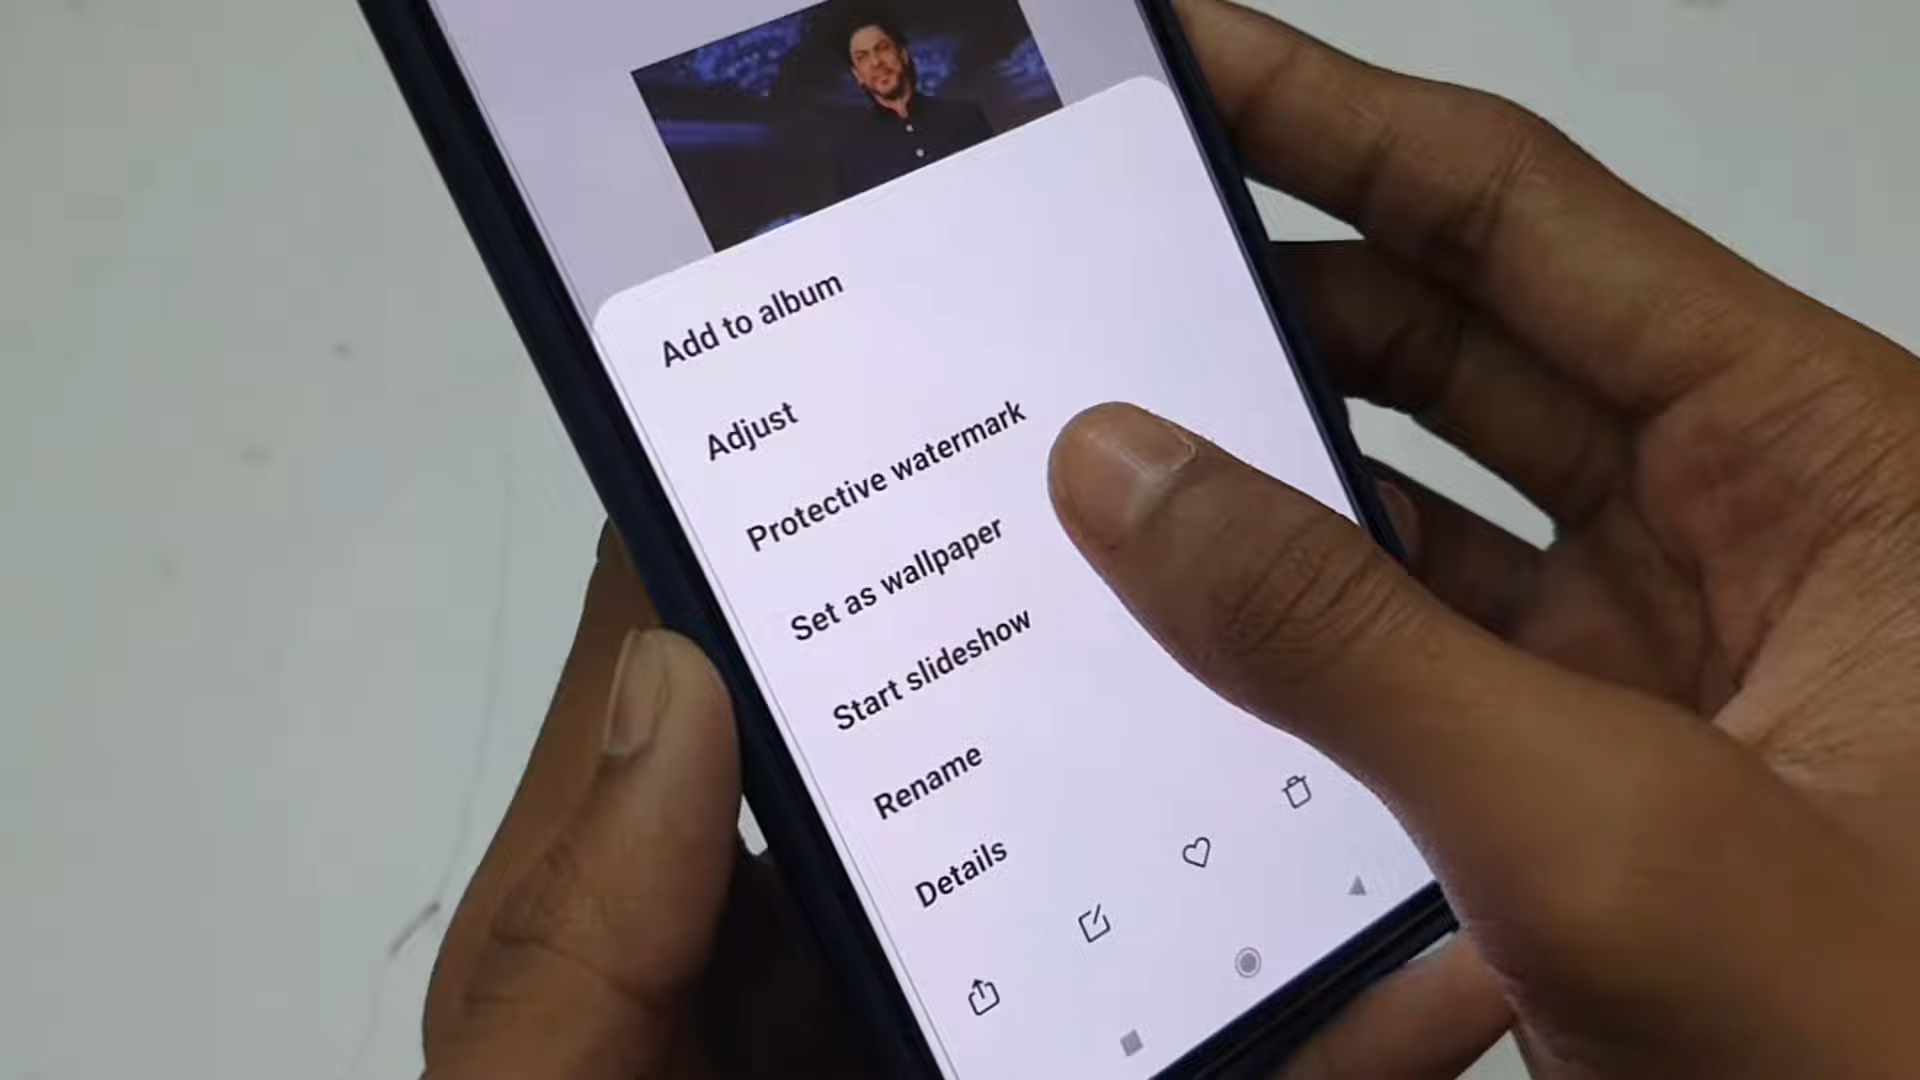 Add to album
Adjust
Protective watermark
Set as wallpaper
Start slideshow
Rename
Details